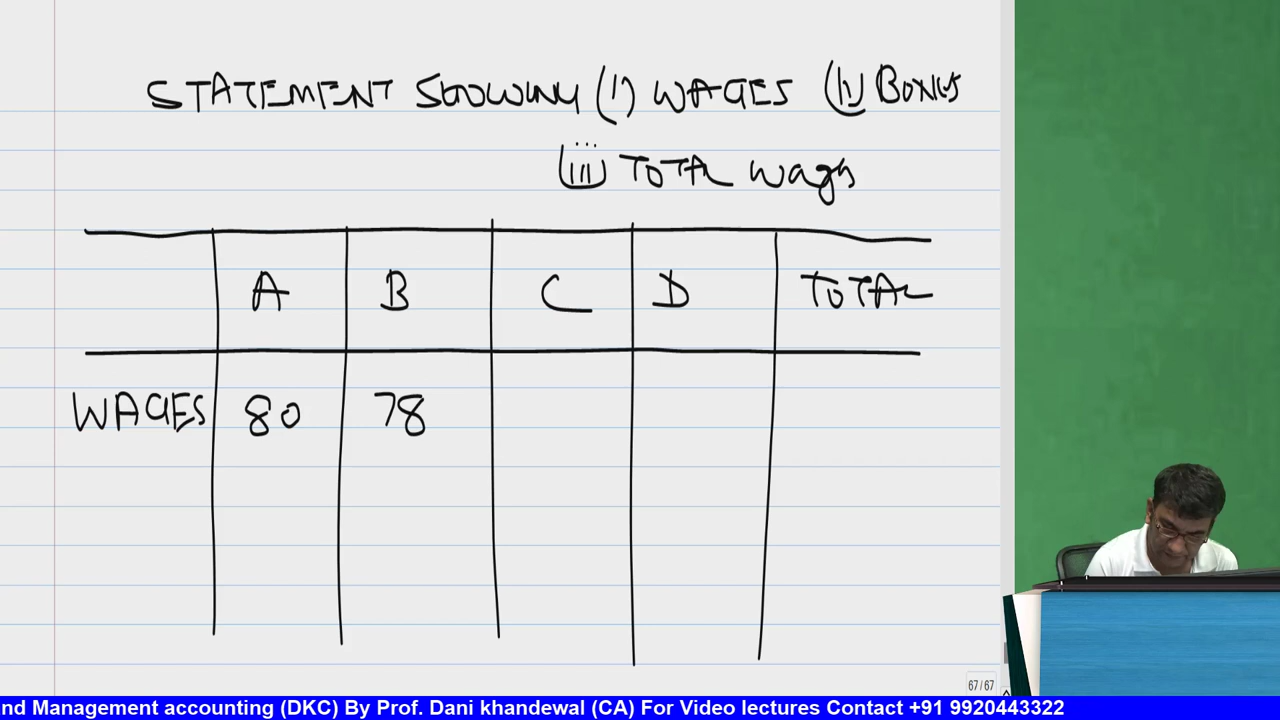 STATEMENT SHOWING (i) WAGES (ii) BONUS
(iii) TOTAL wages
A B C D TOTAL
WAGES 80 78
67/67
nd Management accounting (DKC) By Prof. Dani khandewal (CA) For Video lectures Contact +91 9920443322